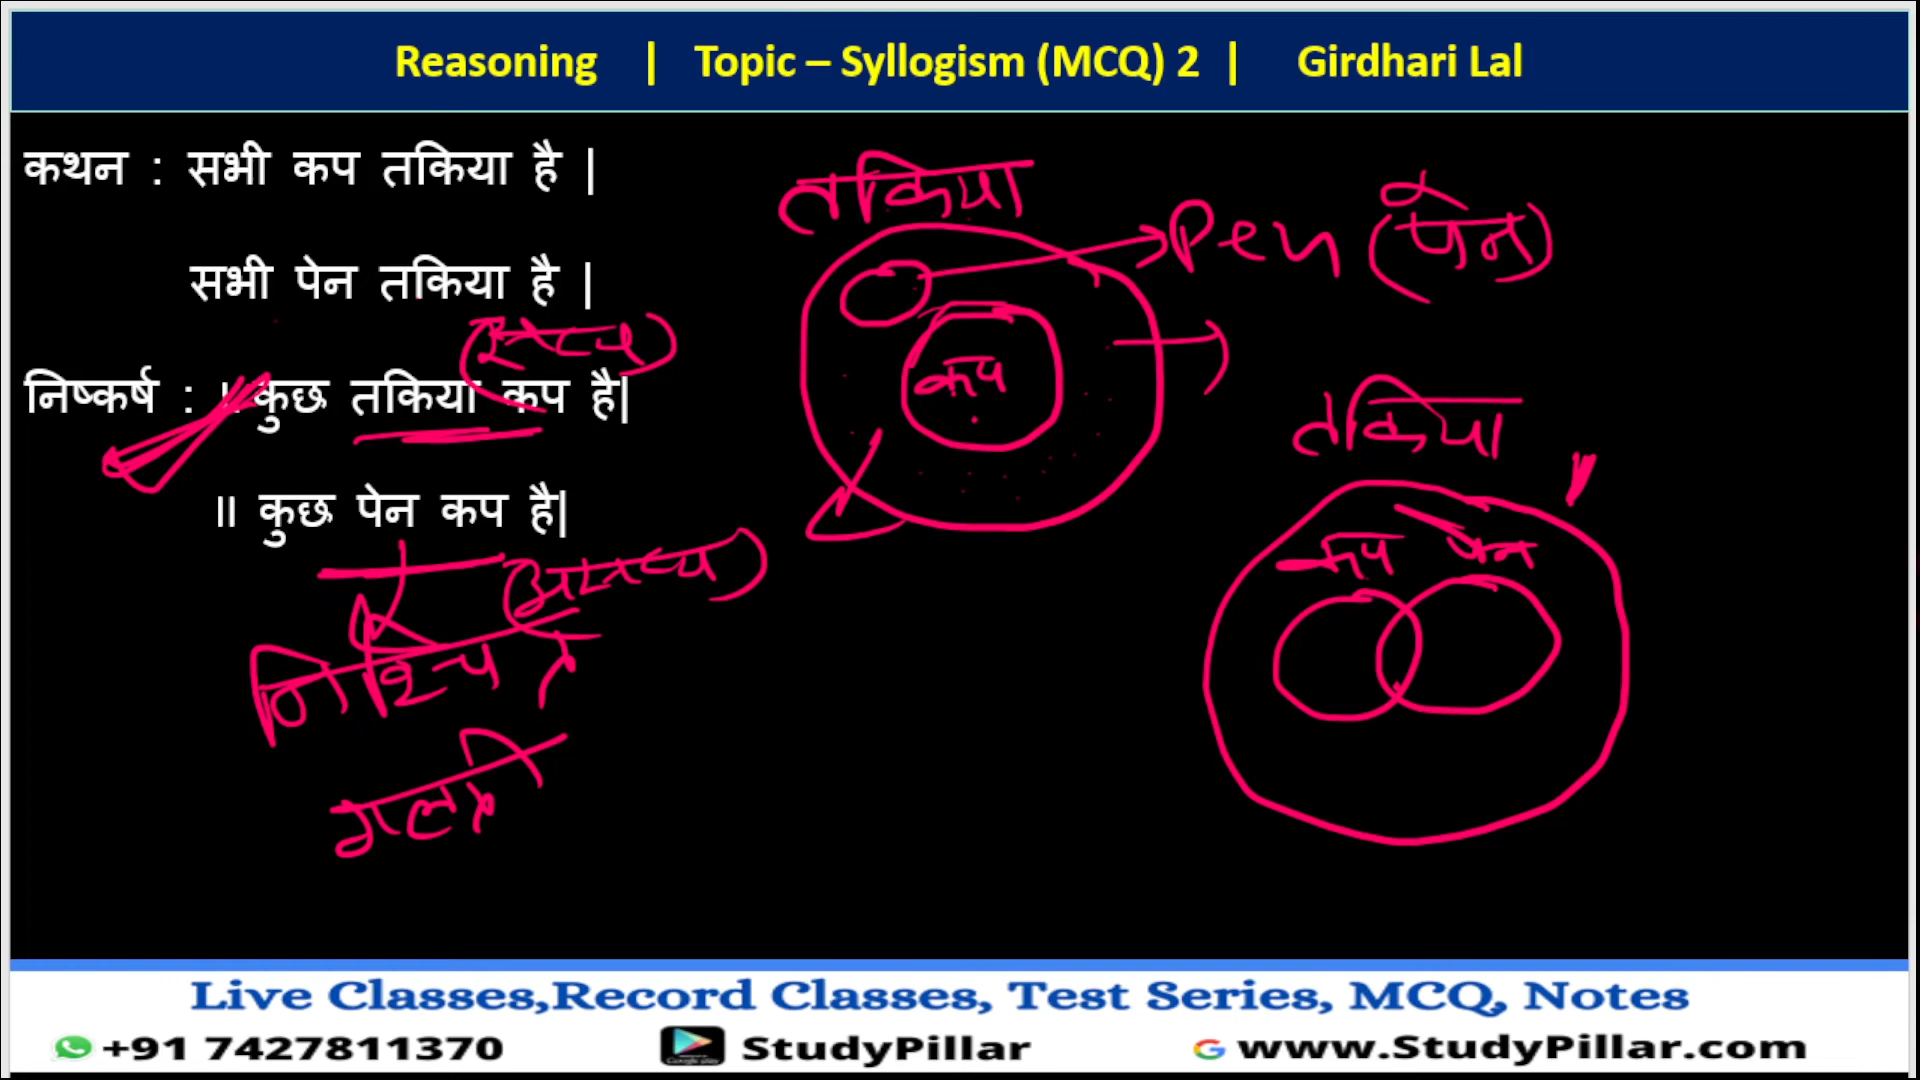 Reasoning | Topic – Syllogism (MCQ) 2 | Girdhari Lal
कथन : सभी कप तकिया है |
सभी पेन तकिया है |
निष्कर्ष : । कुछ तकिया कप है|
॥ कुछ पेन कप है|
(सत्य)
(असत्य)
गलत
तकिया
Pen (पेन)
कप
तकिया
कप पेन
Live Classes,Record Classes, Test Series, MCQ, Notes
+91 7427811370 StudyPillar www.StudyPillar.com